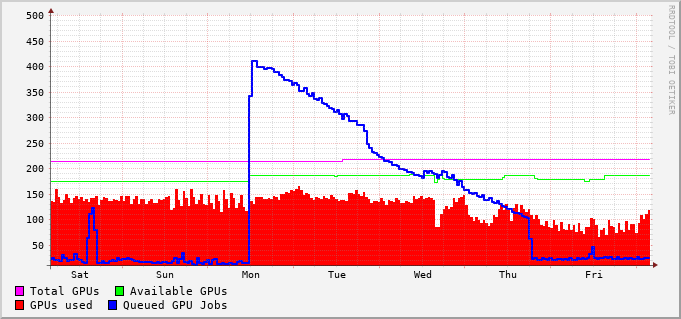 500
450
400
350
300
250
200
150
100
50
Sat Sun Mon Tue Wed Thu Fri
Total GPUs Available GPUs
GPUs used Queued GPU Jobs
RRDTOOL / TOBI OETIKER